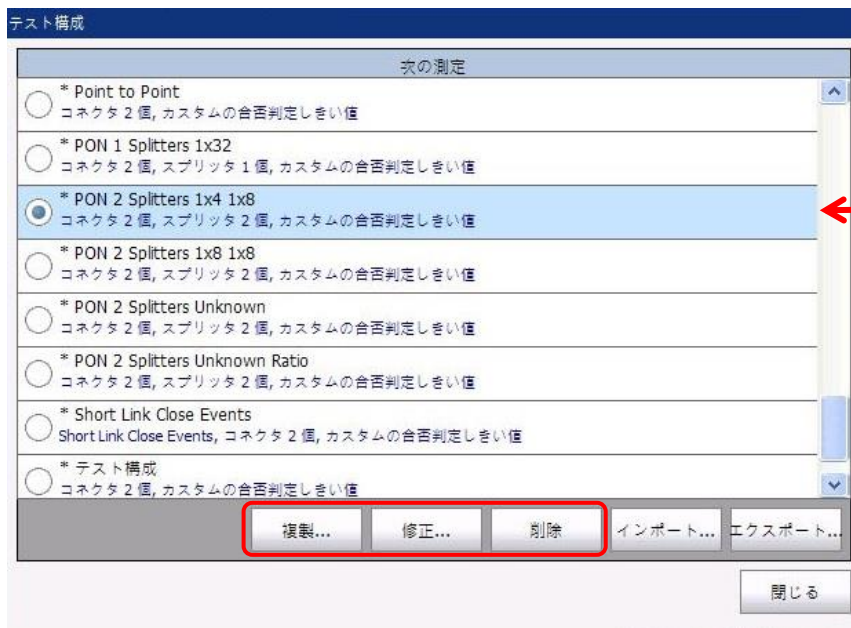 テスト構成
次の測定
* Point to Point
コネクタ 2 個, カスタムの合否判定しきい値
* PON 1 Splitters 1x32
コネクタ 2 個, スプリッタ 1 個, カスタムの合否判定しきい値
* PON 2 Splitters 1x4 1x8
コネクタ 2 個, スプリッタ 2 個, カスタムの合否判定しきい値
* PON 2 Splitters 1x8 1x8
コネクタ 2 個, スプリッタ 2 個, カスタムの合否判定しきい値
* PON 2 Splitters Unknown
コネクタ 2 個, スプリッタ 2 個, カスタムの合否判定しきい値
* PON 2 Splitters Unknown Ratio
コネクタ 2 個, スプリッタ 2 個, カスタムの合否判定しきい値
* Short Link Close Events
Short Link Close Events, コネクタ 2 個, カスタムの合否判定しきい値
* テスト構成
コネクタ 2 個, カスタムの合否判定しきい値
複製... 修正... 削除 インポート... エクスポート...
閉じる